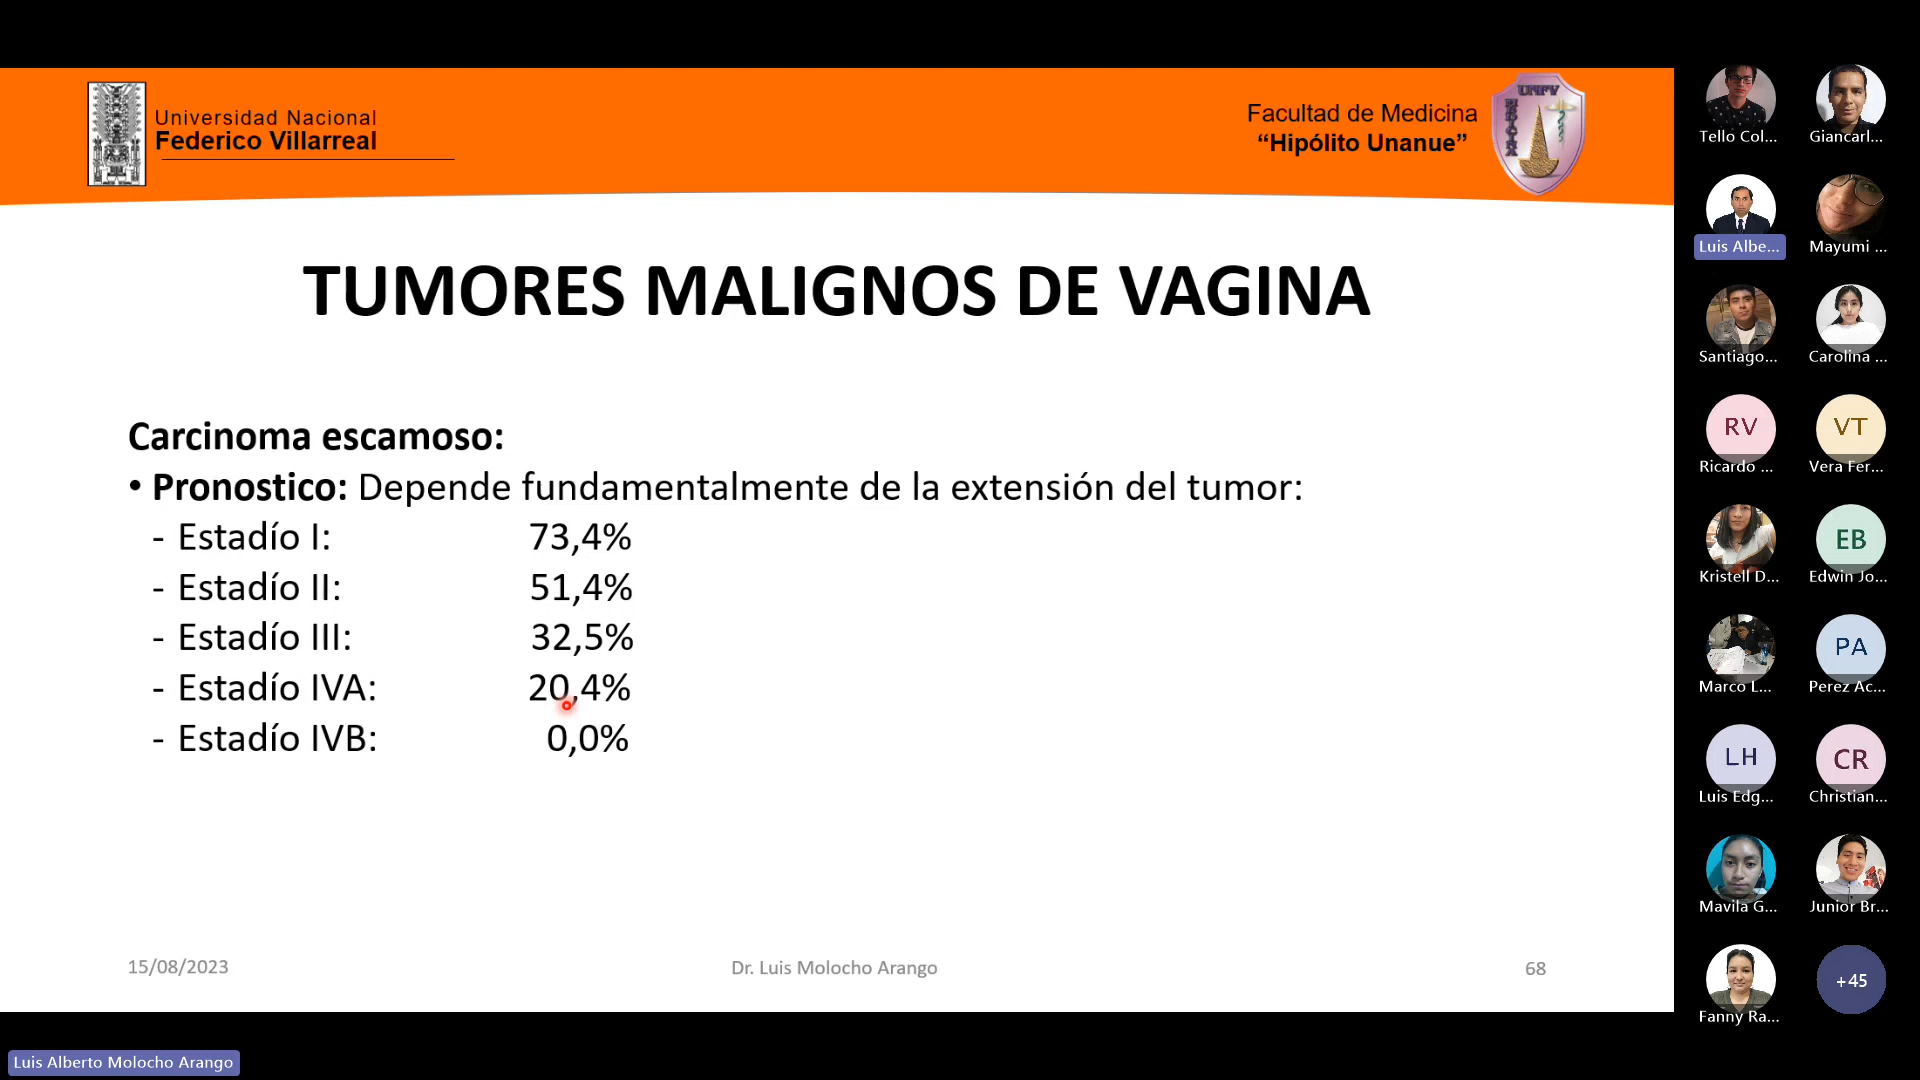 Universidad Nacional
Federico Villarreal
Facultad de Medicina
“Hipólito Unanue”
UNFV
TUMORES MALIGNOS DE VAGINA
Carcinoma escamoso:
• Pronostico: Depende fundamentalmente de la extensión del tumor:
- Estadío I: 73,4%
- Estadío II: 51,4%
- Estadío III: 32,5%
- Estadío IVA: 20,4%
- Estadío IVB: 0,0%
15/08/2023
Dr. Luis Molocho Arango
68
Luis Alberto Molocho Arango
Tello Col...
Giancarl...
Luis Albe...
Mayumi ...
Santiago...
Carolina ...
RV
Ricardo ...
VT
Vera Fer...
Kristell D...
EB
Edwin Jo...
Marco L...
PA
Perez Ac...
LH
Luis Edg...
CR
Christian...
Mavila G...
Junior Br...
Fanny Ra...
+45